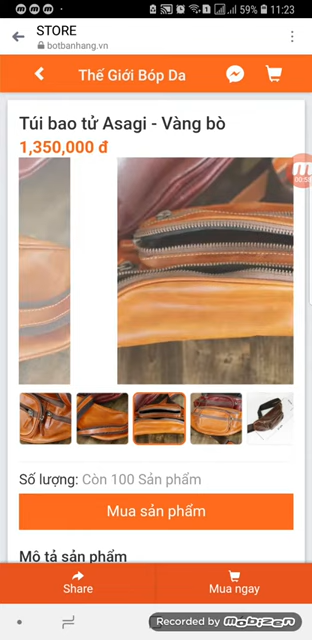 59% 11:23
STORE
botbanhang.vn
Thế Giới Bóp Da
Túi bao tử Asagi - Vàng bò
1,350,000 đ
Số lượng: Còn 100 Sản phẩm
Mua sản phẩm
Mô tả sản phẩm
Share
Mua ngay
Recorded by mobizen